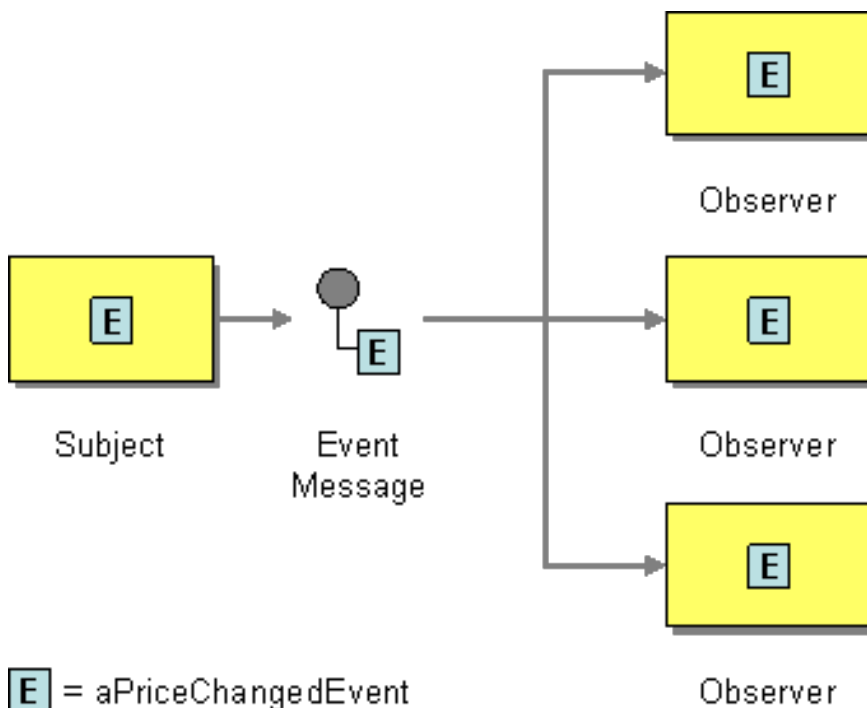 E
Observer
E
E
E
Subject
Event
Message
Observer
E
E = aPriceChangedEvent
Observer